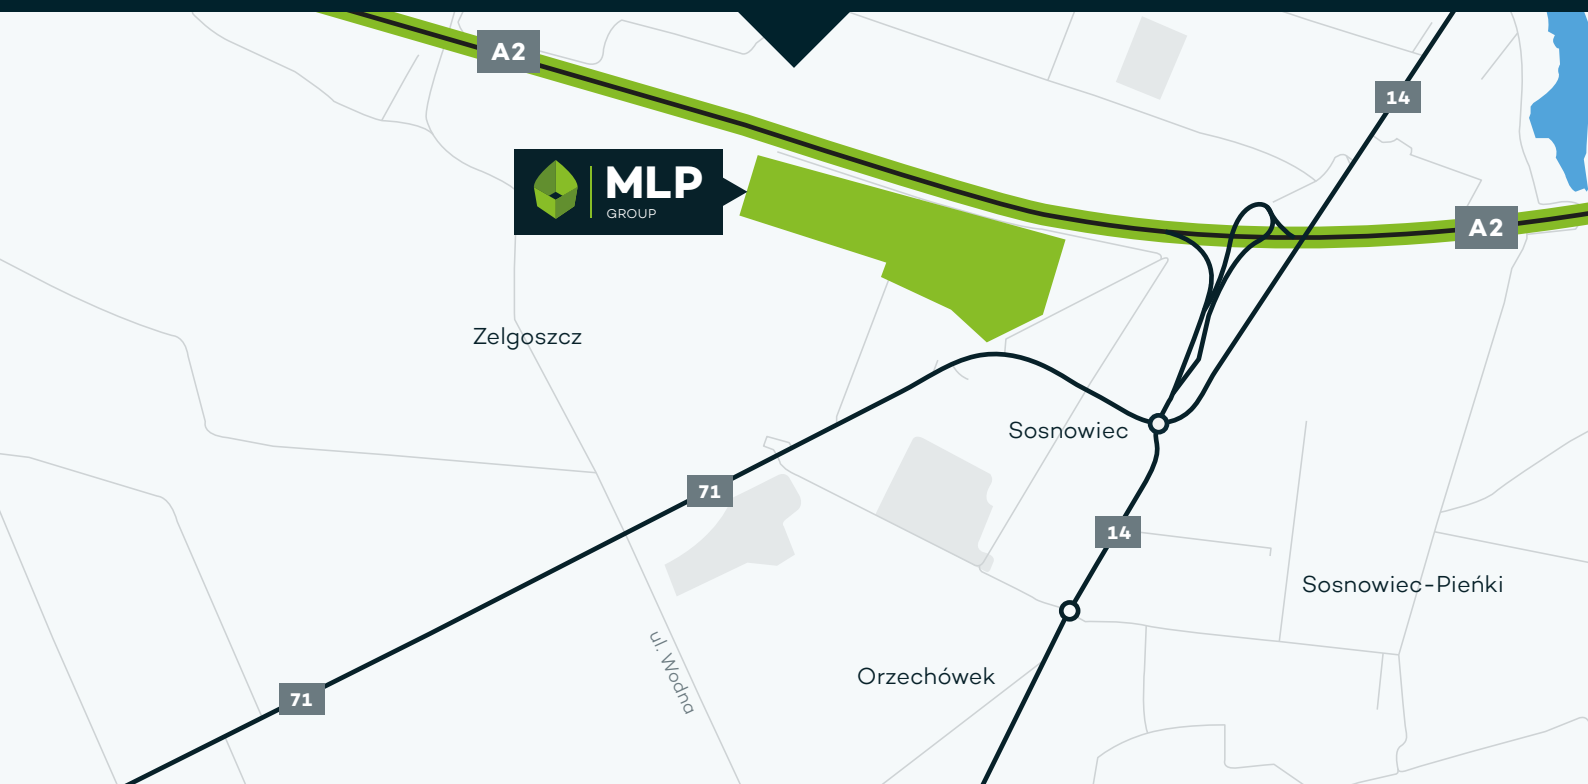 A2
14
MLP
GROUP
A2
Zelgoszcz
Sosnowiec
71
14
Sosnowiec-Pieńki
ul. Wodna
Orzechówek
71